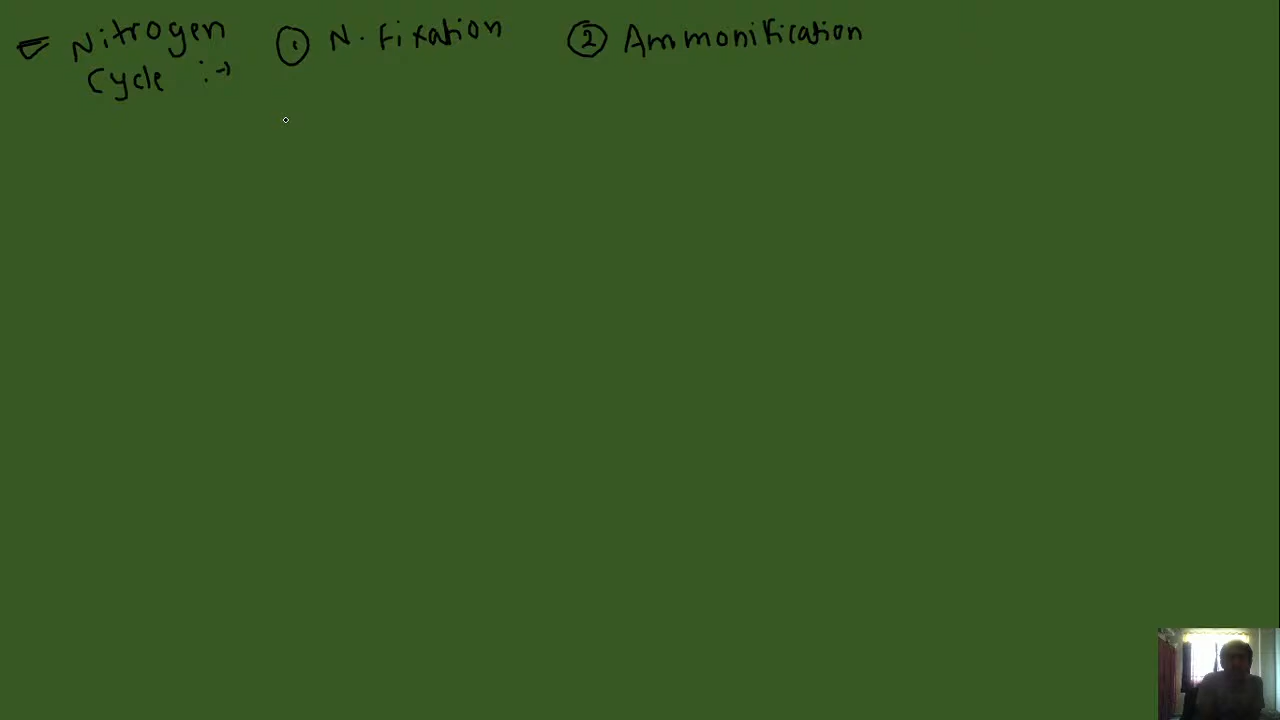 Nitrogen ① N. Fixation ② Ammonification
Cycle :→